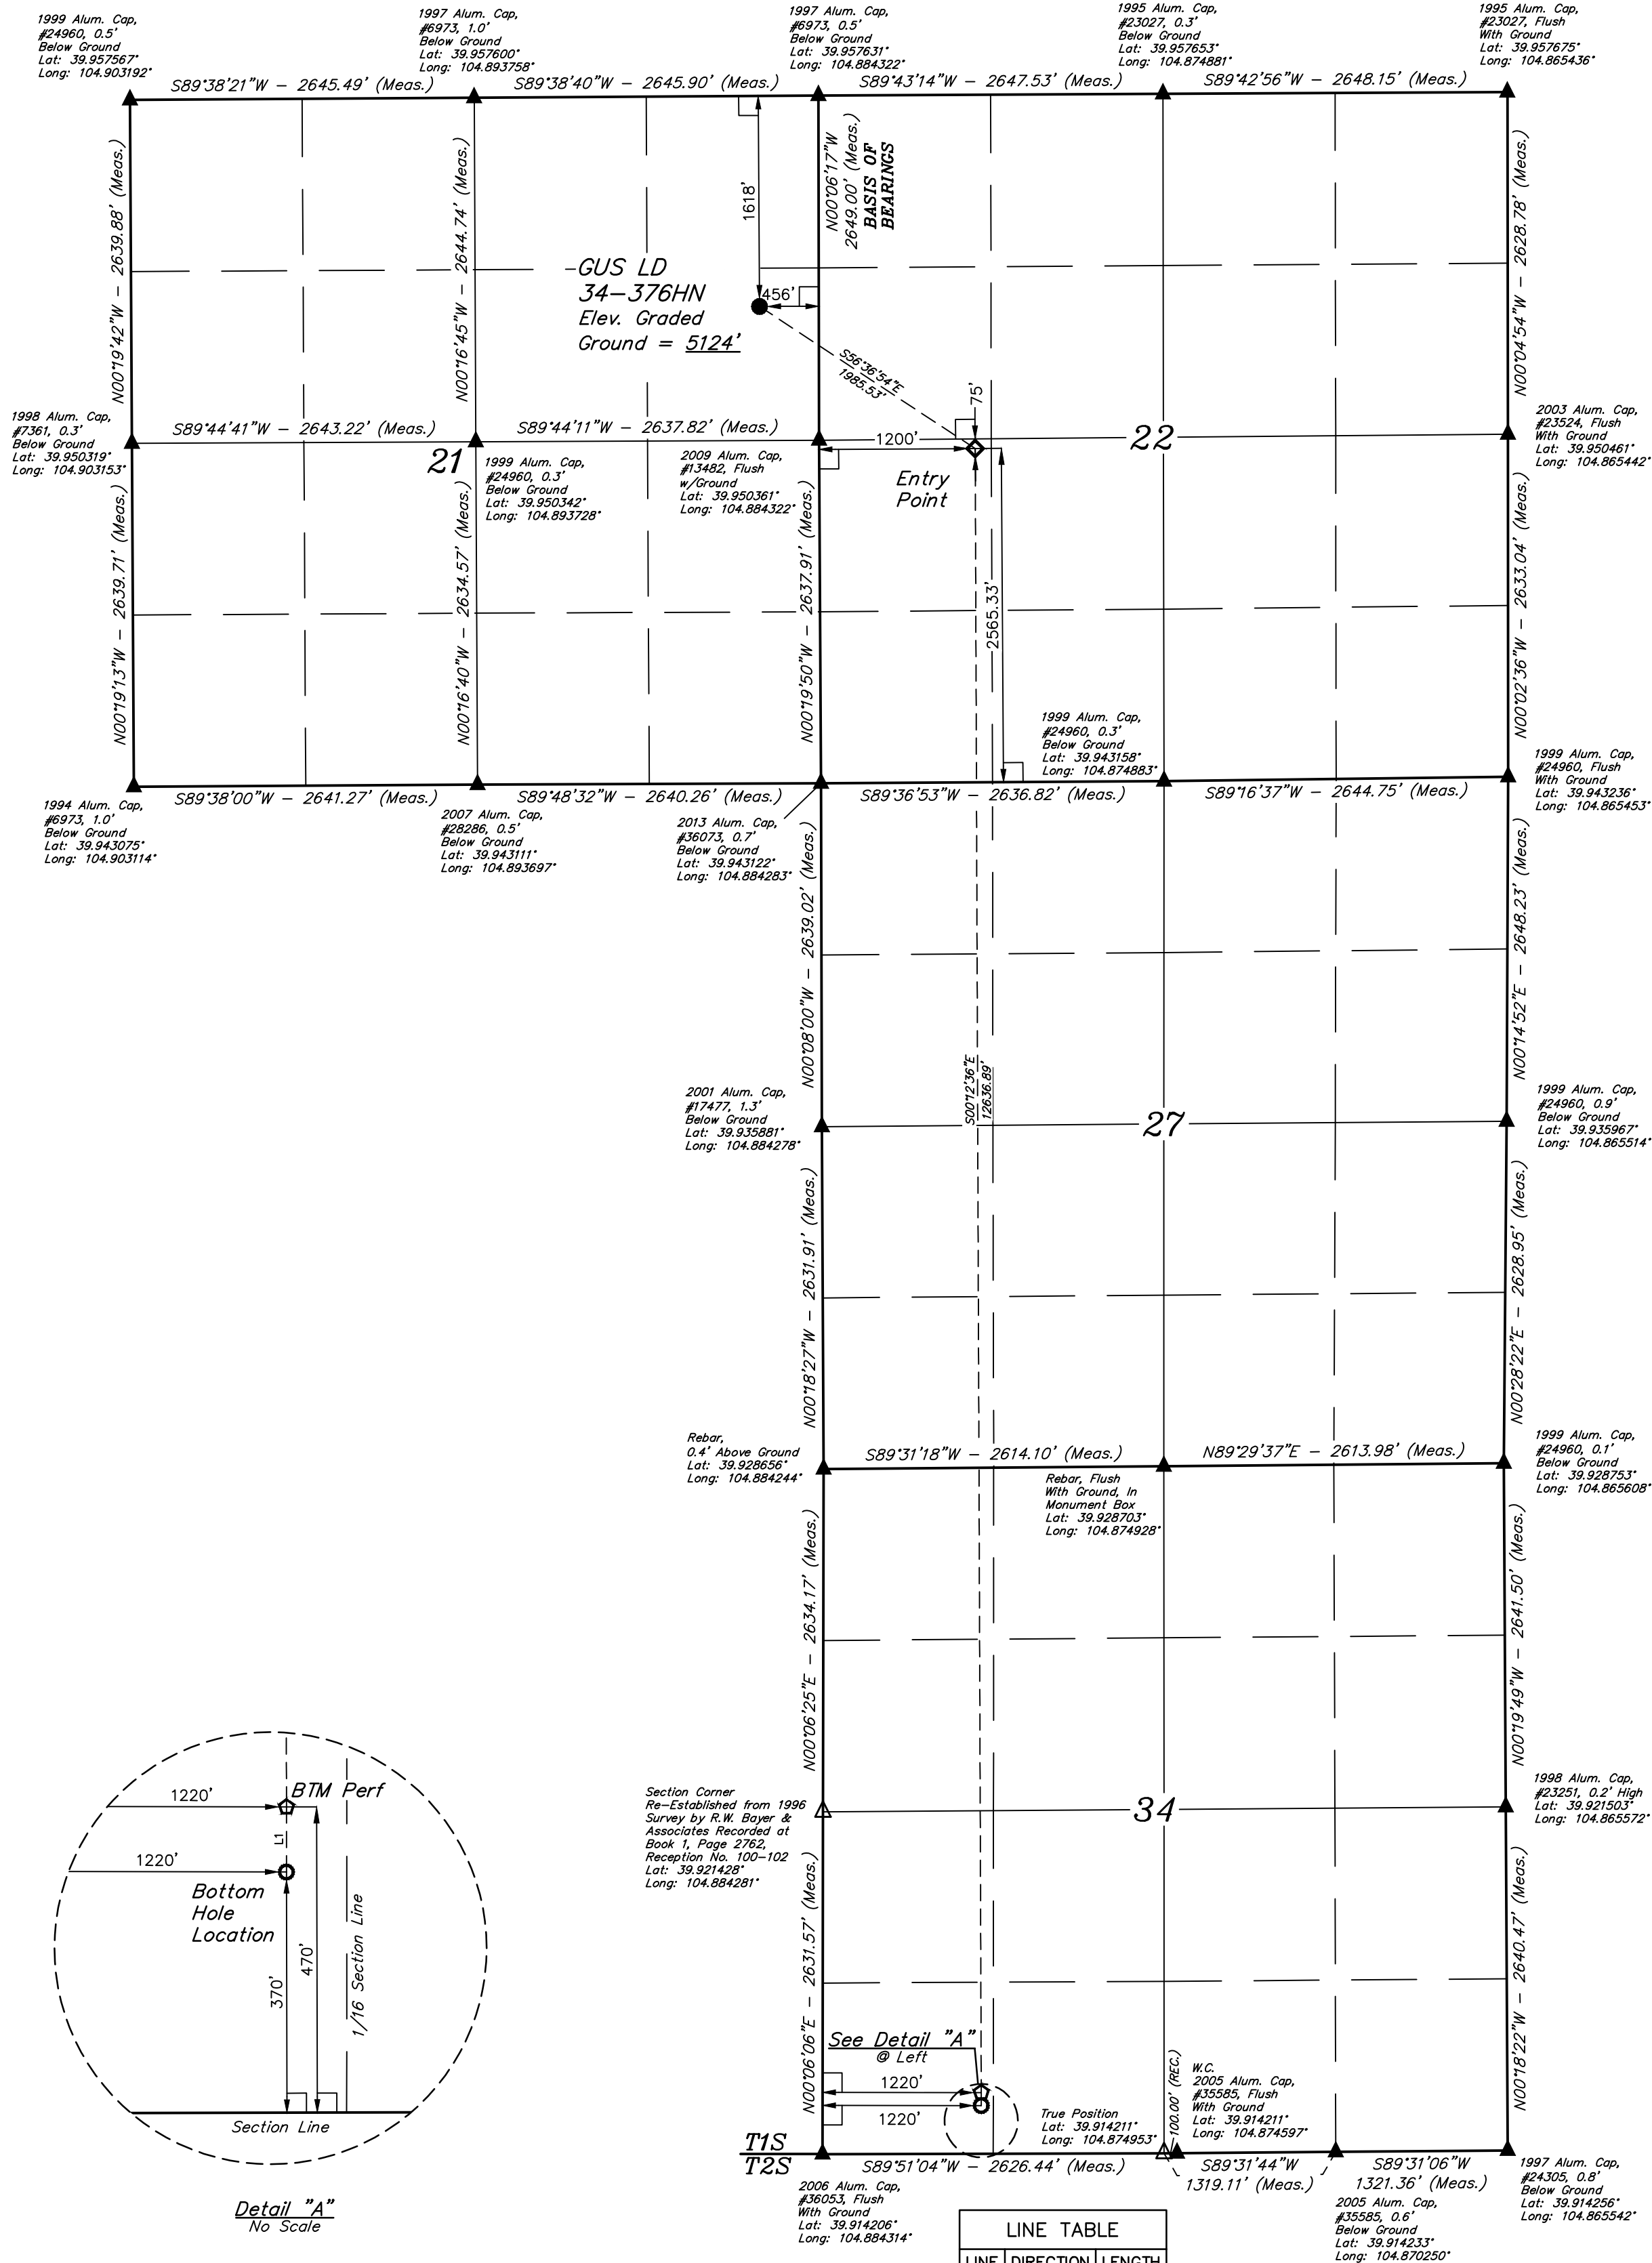 1999 Alum. Cap,
#24960, 0.5'
Below Ground
Lat: 39.957567°
Long: 104.903192°
1997 Alum. Cap,
#6973, 1.0'
Below Ground
Lat: 39.957600°
Long: 104.893758°
1997 Alum. Cap,
#6973, 0.5'
Below Ground
Lat: 39.957631°
Long: 104.884322°
1995 Alum. Cap,
#23027, 0.3'
Below Ground
Lat: 39.957653°
Long: 104.874881°
1995 Alum. Cap,
#23027, Flush
With Ground
Lat: 39.957675°
Long: 104.865436°
S89°38'21"W - 2645.49' (Meas.)
S89°38'40"W - 2645.90' (Meas.)
S89°43'14"W - 2647.53' (Meas.)
S89°42'56"W - 2648.15' (Meas.)
N00°19'42"W - 2639.88' (Meas.)
N00°16'45"W - 2644.74' (Meas.)
1618'
N00°06'17"W
2649.00' (Meas.)
BASIS OF
BEARINGS
N00°04'54"W - 2628.78' (Meas.)
GUS LD
34-376HN
Elev. Graded
Ground = 5124'
456'
S56°36'54"E
1985.53'
75'
1998 Alum. Cap,
#7361, 0.3'
Below Ground
Lat: 39.950319°
Long: 104.903153°
S89°44'41"W - 2643.22' (Meas.)
S89°44'11"W - 2637.82' (Meas.)
1200'
22
2003 Alum. Cap,
#23524, Flush
With Ground
Lat: 39.950461°
Long: 104.865442°
21
1999 Alum. Cap,
#24960, 0.3'
Below Ground
Lat: 39.950342°
Long: 104.893728°
2009 Alum. Cap,
#13482, Flush
w/Ground
Lat: 39.950361°
Long: 104.884322°
Entry
Point
N00°19'13"W - 2639.71' (Meas.)
N00°16'40"W - 2634.57' (Meas.)
N00°19'50"W - 2637.91' (Meas.)
2565.33'
N00°02'36"W - 2633.04' (Meas.)
1999 Alum. Cap,
#24960, 0.3'
Below Ground
Lat: 39.943158°
Long: 104.874883°
1999 Alum. Cap,
#24960, Flush
With Ground
Lat: 39.943236°
Long: 104.865453°
S89°38'00"W - 2641.27' (Meas.)
S89°48'32"W - 2640.26' (Meas.)
S89°36'53"W - 2636.82' (Meas.)
S89°16'37"W - 2644.75' (Meas.)
1994 Alum. Cap,
#6973, 1.0'
Below Ground
Lat: 39.943075°
Long: 104.903114°
2007 Alum. Cap,
#28286, 0.5'
Below Ground
Lat: 39.943111°
Long: 104.893697°
2013 Alum. Cap,
#36073, 0.7'
Below Ground
Lat: 39.943122°
Long: 104.884283°
N00°08'00"W - 2639.02' (Meas.)
N00°14'52"E - 2648.23' (Meas.)
S00°12'36"E
12636.89'
2001 Alum. Cap,
#17477, 1.3'
Below Ground
Lat: 39.935881°
Long: 104.884278°
27
1999 Alum. Cap,
#24960, 0.9'
Below Ground
Lat: 39.935967°
Long: 104.865514°
N00°18'27"W - 2631.91' (Meas.)
N00°28'22"E - 2628.95' (Meas.)
Rebar,
0.4' Above Ground
Lat: 39.928656°
Long: 104.884244°
S89°31'18"W - 2614.10' (Meas.)
N89°29'37"E - 2613.98' (Meas.)
1999 Alum. Cap,
#24960, 0.1'
Below Ground
Lat: 39.928753°
Long: 104.865608°
Rebar, Flush
With Ground, In
Monument Box
Lat: 39.928703°
Long: 104.874928°
N00°06'25"E - 2634.17' (Meas.)
N00°19'49"W - 2641.50' (Meas.)
Section Corner
Re-Established from 1996
Survey by R.W. Bayer &
Associates Recorded at
Book 1, Page 2762,
Reception No. 100-102
Lat: 39.921428°
Long: 104.884281°
34
1998 Alum. Cap,
#23251, 0.2' High
Lat: 39.921503°
Long: 104.865572°
N00°06'06"E - 2631.57' (Meas.)
N00°18'22"W - 2640.47' (Meas.)
1220'
BTM Perf
L1
1220'
Bottom
Hole
Location
370'
470'
1/16 Section Line
Section Line
Detail "A"
No Scale
See Detail "A"
@ Left
1220'
1220'
True Position
Lat: 39.914211°
Long: 104.874953°
100.00' (REC.)
W.C.
2005 Alum. Cap,
#35585, Flush
With Ground
Lat: 39.914211°
Long: 104.874597°
T1S
T2S
S89°51'04"W - 2626.44' (Meas.)
S89°31'44"W
1319.11' (Meas.)
S89°31'06"W
1321.36' (Meas.)
2006 Alum. Cap,
#36053, Flush
With Ground
Lat: 39.914206°
Long: 104.884314°
2005 Alum. Cap,
#35585, 0.6'
Below Ground
Lat: 39.914233°
Long: 104.870250°
1997 Alum. Cap,
#24305, 0.8'
Below Ground
Lat: 39.914256°
Long: 104.865542°
LINE TABLE
LINE DIRECTION LENGTH